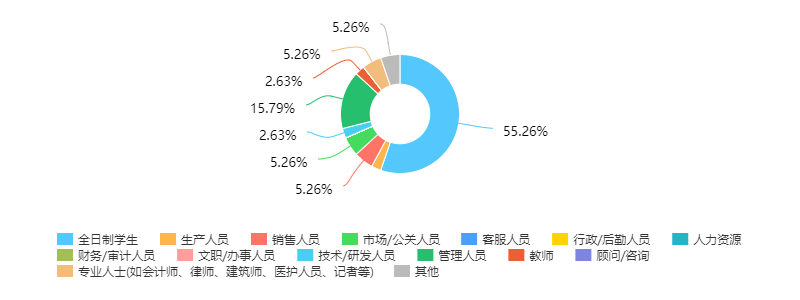 5.26%
5.26%
2.63%
15.79%
2.63%
55.26%
5.26%
5.26%
全日制学生 生产人员 销售人员 市场/公关人员 客服人员 行政/后勤人员 人力资源
财务/审计人员 文职/办事人员 技术/研发人员 管理人员 教师 顾问/咨询
专业人士(如会计师、律师、建筑师、医护人员、记者等) 其他